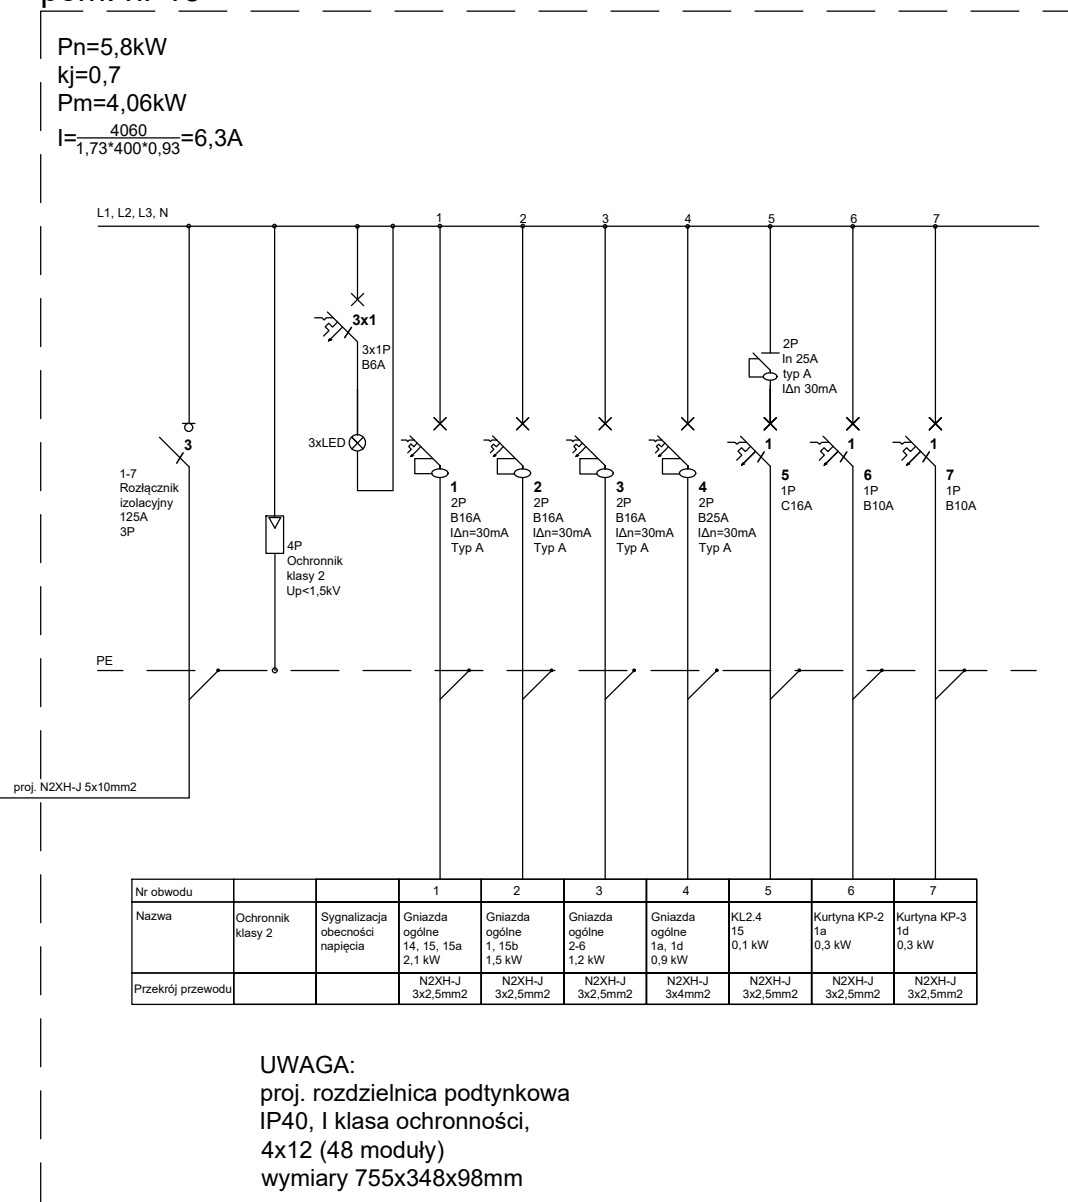 Pn=5,8kW
kj=0,7
Pm=4,06kW
I=4060/1,73*400*0,93=6,3A
L1, L2, L3, N
1 2 3 4 5 6 7
3x1
3x1P
B6A
3xLED
2P
In 25A
typ A
IΔn 30mA
3
1-7
Rozłącznik
izolacyjny
125A
3P
4P
Ochronnik
klasy 2
Up<1,5kV
1
2P
B16A
IΔn=30mA
Typ A
2
2P
B16A
IΔn=30mA
Typ A
3
2P
B16A
IΔn=30mA
Typ A
4
2P
B25A
IΔn=30mA
Typ A
1
5
1P
C16A
1
6
1P
B10A
1
7
1P
B10A
PE
proj. N2XH-J 5x10mm2
Nr obwodu 1 2 3 4 5 6 7
Nazwa
Ochronnik
klasy 2
Sygnalizacja
obecności
napięcia
Gniazda
ogólne
14, 15, 15a
2,1 kW
Gniazda
ogólne
1, 15b
1,5 kW
Gniazda
ogólne
2-6
1,2 kW
Gniazda
ogólne
1a, 1d
0,9 kW
KL2.4
15
0,1 kW
Kurtyna KP-2
1a
0,3 kW
Kurtyna KP-3
1d
0,3 kW
Przekrój przewodu
N2XH-J
3x2,5mm2
N2XH-J
3x2,5mm2
N2XH-J
3x2,5mm2
N2XH-J
3x4mm2
N2XH-J
3x2,5mm2
N2XH-J
3x2,5mm2
N2XH-J
3x2,5mm2
UWAGA:
proj. rozdzielnica podtynkowa
IP40, I klasa ochronności,
4x12 (48 moduły)
wymiary 755x348x98mm